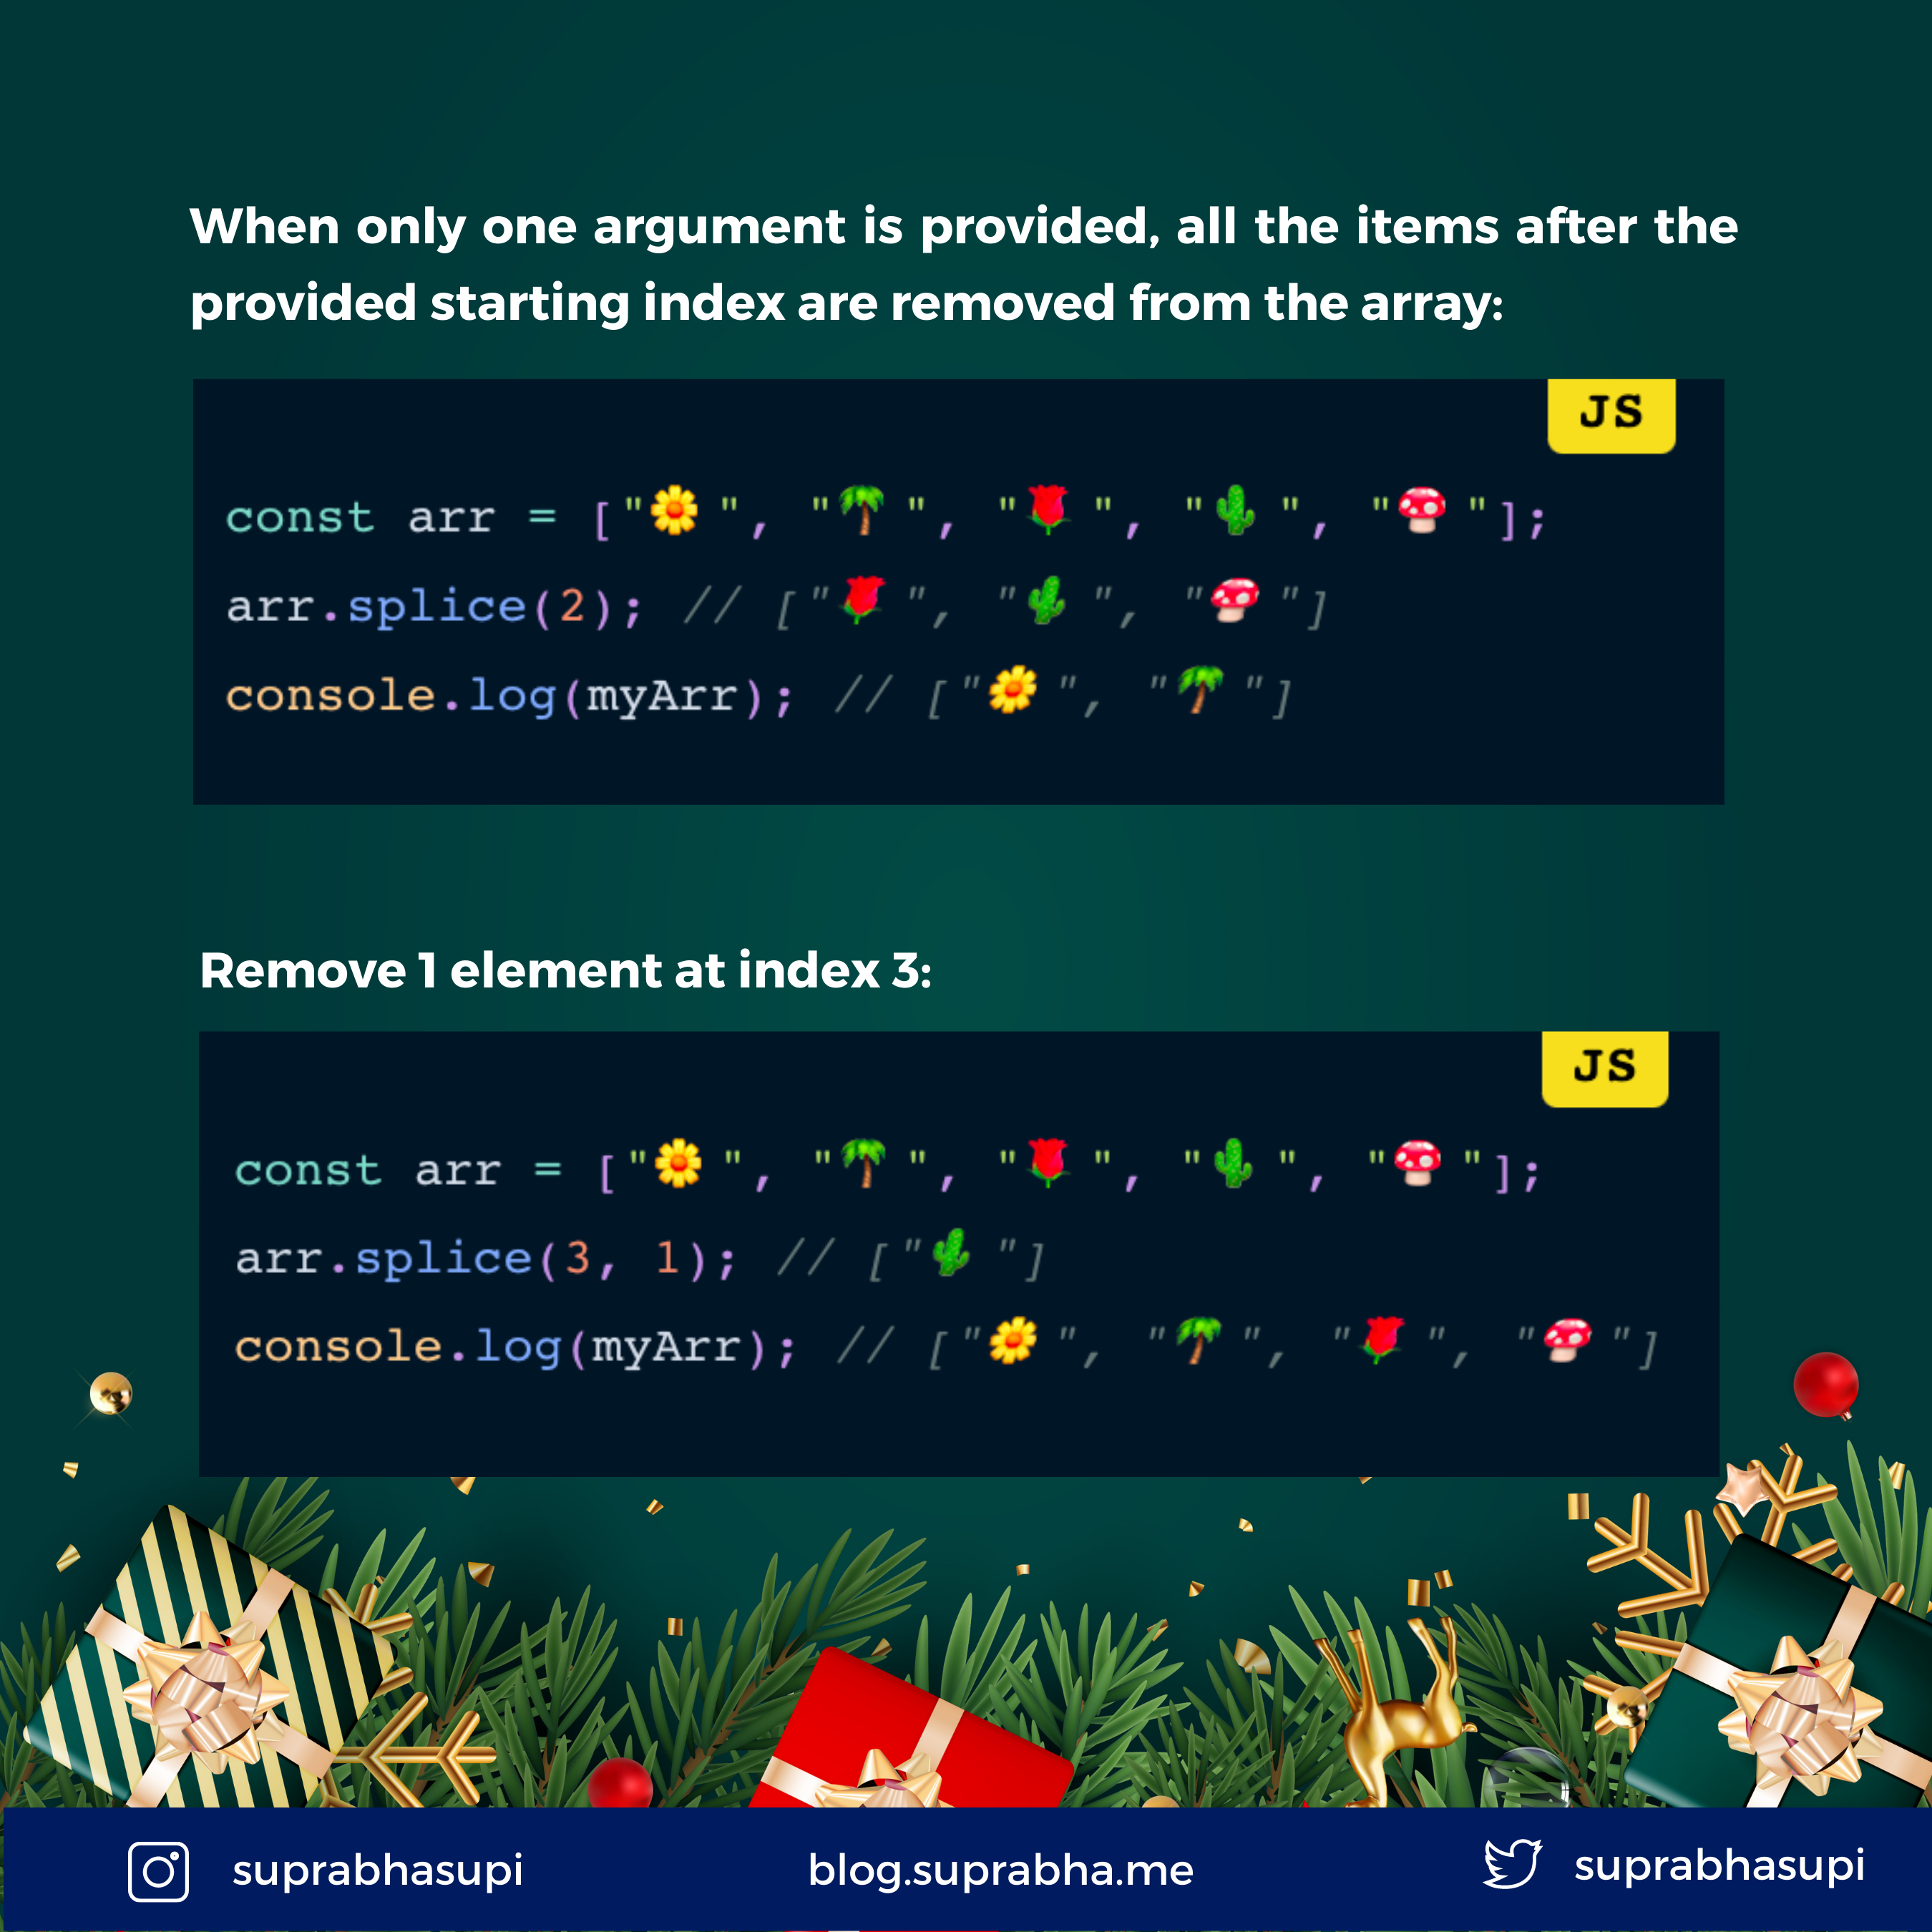 When only one argument is provided, all the items after the
provided starting index are removed from the array:
JS
const arr = ["🌼", "🌴", "🌹", "🌵", "🍄"];
arr.splice(2); // ["🌹", "🌵", "🍄"]
console.log(myArr); // ["🌼", "🌴"]
Remove 1 element at index 3:
JS
const arr = ["🌼", "🌴", "🌹", "🌵", "🍄"];
arr.splice(3, 1); // ["🌵"]
console.log(myArr); // ["🌼", "🌴", "🌹", "🍄"]
suprabhasupi
blog.suprabha.me
suprabhasupi